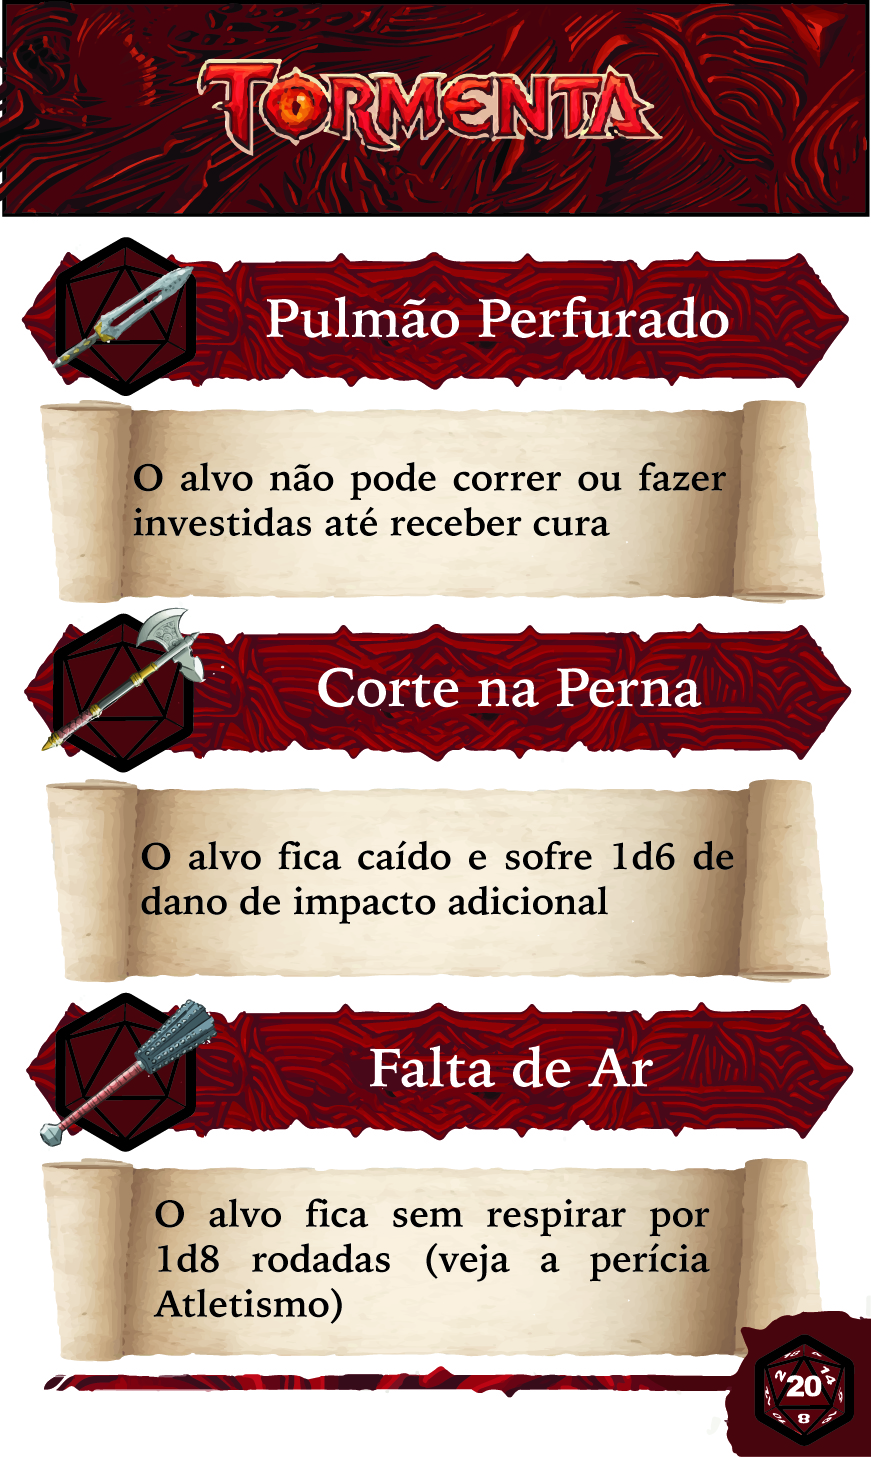 TORMENTA
Pulmão Perfurado
O alvo não pode correr ou fazer
investidas até receber cura
Corte na Perna
O alvo fica caído e sofre 1d6 de
dano de impacto adicional
Falta de Ar
O alvo fica sem respirar por
1d8 rodadas (veja a perícia
Atletismo)
20
8
2
14